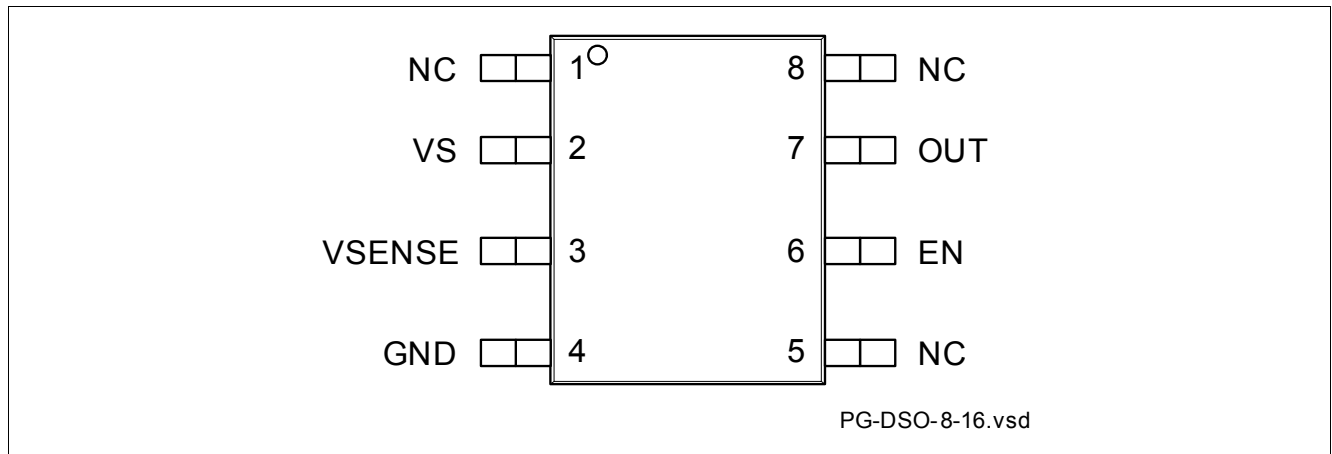 NC 1 8 NC
VS 2 7 OUT
VSENSE 3 6 EN
GND 4 5 NC
PG-DSO-8-16.vsd